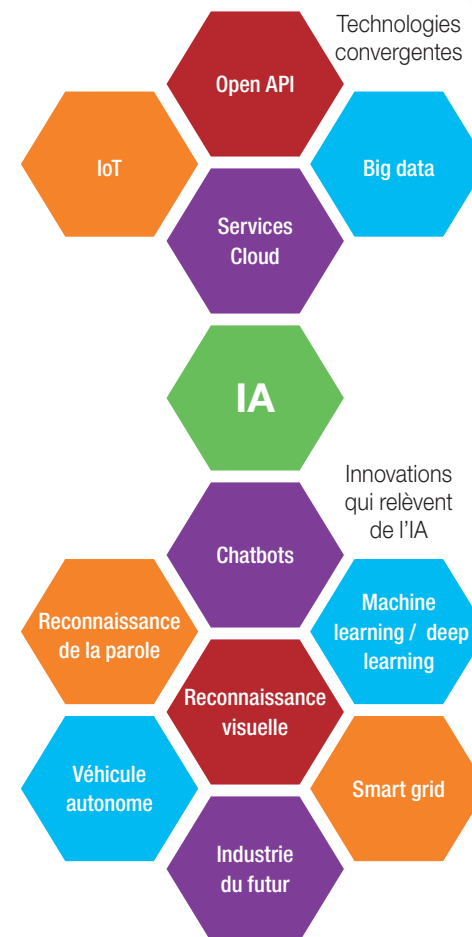 Technologies
convergentes
Open API
IoT
Big data
Services
Cloud
IA
Innovations
qui relèvent
de l’IA
Chatbots
Reconnaissance
de la parole
Machine
learning / deep
learning
Reconnaissance
visuelle
Véhicule
autonome
Smart grid
Industrie
du futur